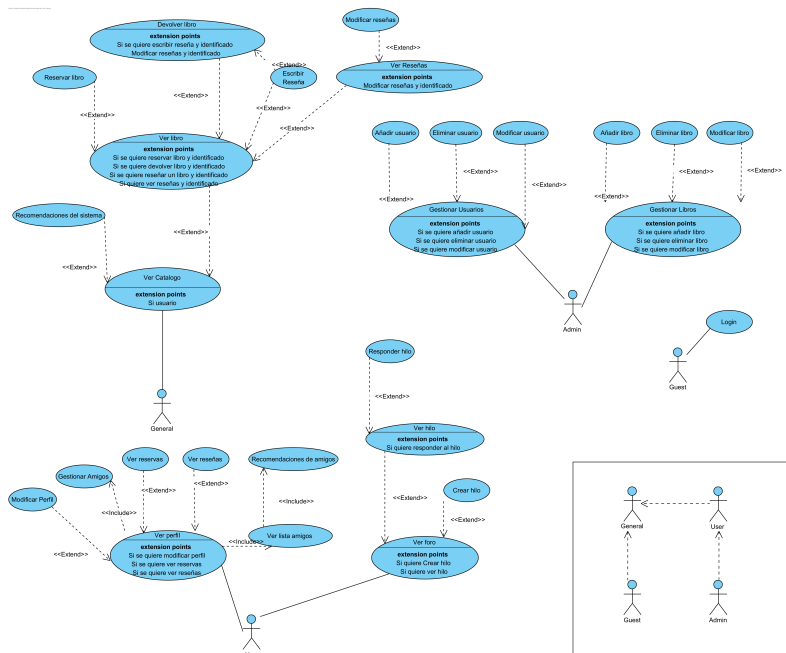 Devolver libro
extension points
Si se quiere escribir reseña y identificado
Modificar reseñas y identificado
Modificar reseñas
<<Extend>>
Ver Reseñas
extension points
Modificar reseñas y identificado
<<Extend>>
Escribir
Reseña
Reservar libro
<<Extend>>
<<Extend>>
<<Extend>>
<<Extend>>
Ver libro
extension points
Si se quiere reservar libro y identificado
Si se quiere devolver libro y identificado
Si se quiere reseñar un libro y identificado
Si quiere ver reseñas y identificado
Añadir usuario
Eliminar usuario
Modificar usuario
<<Extend>>
<<Extend>>
<<Extend>>
Gestionar Usuarios
extension points
Si se quiere añadir usuario
Si se quiere eliminar usuario
Si se quiere modificar usuario
Añadir libro
Eliminar libro
Modificar libro
<<Extend>>
<<Extend>>
<<Extend>>
Gestionar Libros
extension points
Si se quiere añadir libro
Si se quiere eliminar libro
Si se quiere modificar libro
Admin
Recomendaciones del sistema
<<Extend>>
<<Extend>>
Ver Catalogo
extension points
Si usuario
General
Login
Guest
Responder hilo
<<Extend>>
Ver hilo
extension points
Si quiere responder al hilo
<<Extend>>
Crear hilo
<<Extend>>
Ver foro
extension points
Si quiere Crear hilo
Si quiere ver hilo
Ver reservas
Ver reseñas
Recomendaciones de amigos
Gestionar Amigos
Modificar Perfil
<<Extend>>
<<Extend>>
<<Include>>
<<Include>>
<<Include>>
<<Extend>>
Ver lista amigos
Ver perfil
extension points
Si se quiere modificar perfil
Si se quiere ver reservas
Si se quiere ver reseñas
General
User
Guest
Admin